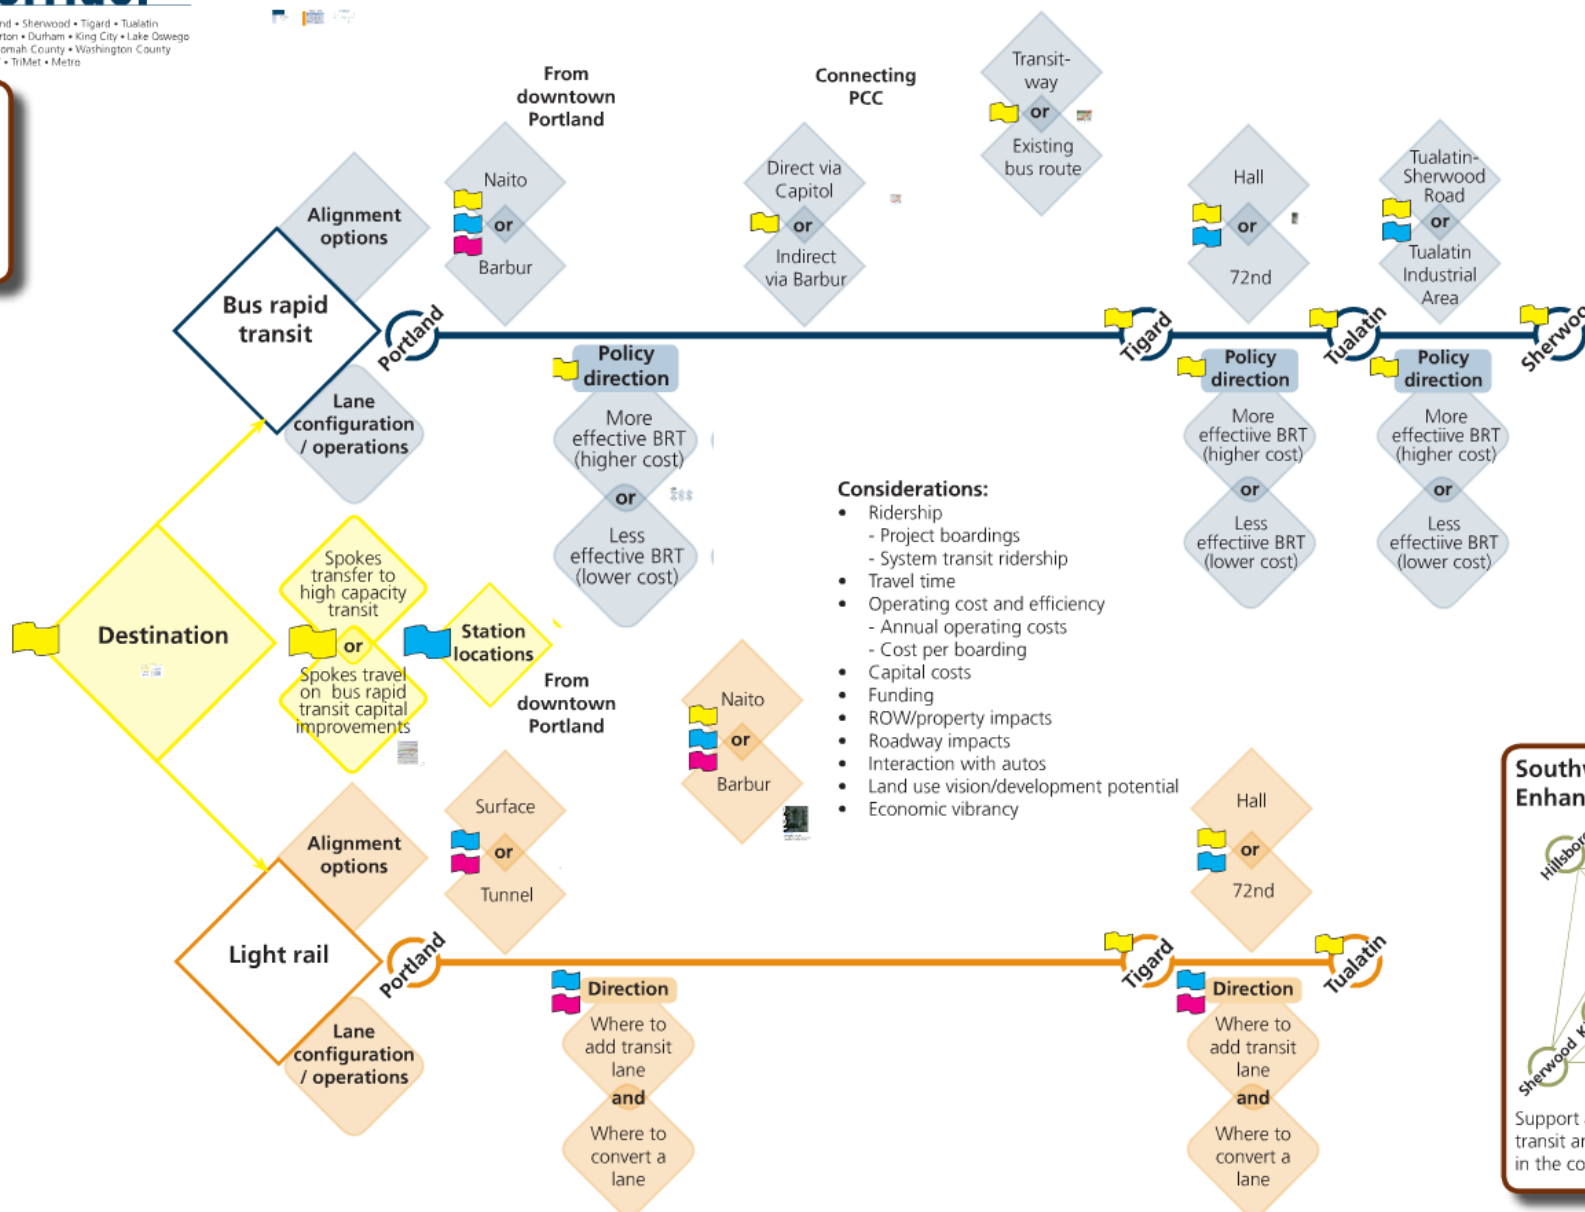 Sherwood • Tigard • Tualatin
Durham • King City • Lake Oswego
County • Washington County
• TriMet • Metro
From
downtown
Portland
Connecting
PCC
Transit-
way
or
Existing
bus route
Alignment
options
Naito
or
Barbur
Direct via
Capitol
or
Indirect
via Barbur
Hall
or
72nd
Tualatin-
Sherwood
Road
or
Tualatin
Industrial
Area
Bus rapid
transit
Portland
Tigard
Tualatin
Lane
configuration
/ operations
Policy
direction
More
effective BRT
(higher cost)
or
Less
effective BRT
(lower cost)
Policy
direction
More
effectiive BRT
(higher cost)
or
Less
effectiive BRT
(lower cost)
Policy
direction
More
effectiive BRT
(higher cost)
or
Less
effectiive BRT
(lower cost)
Destination
Spokes
transfer to
high capacity
transit
or
Spokes travel
on bus rapid
transit capital
improvements
Station
locations
Considerations:
• Ridership
- Project boardings
- System transit ridership
• Travel time
• Operating cost and efficiency
- Annual operating costs
- Cost per boarding
• Capital costs
• Funding
• ROW/property impacts
• Roadway impacts
• Interaction with autos
• Land use vision/development potential
• Economic vibrancy
From
downtown
Portland
Naito
or
Barbur
Alignment
options
Surface
or
Tunnel
Hall
or
72nd
Light rail
Portland
Tigard
Tualatin
Lane
configuration
/ operations
Direction
Where to
add transit
lane
and
Where to
convert a
lane
Direction
Where to
add transit
lane
and
Where to
convert a
lane
Sherwood
Support
transit
in the